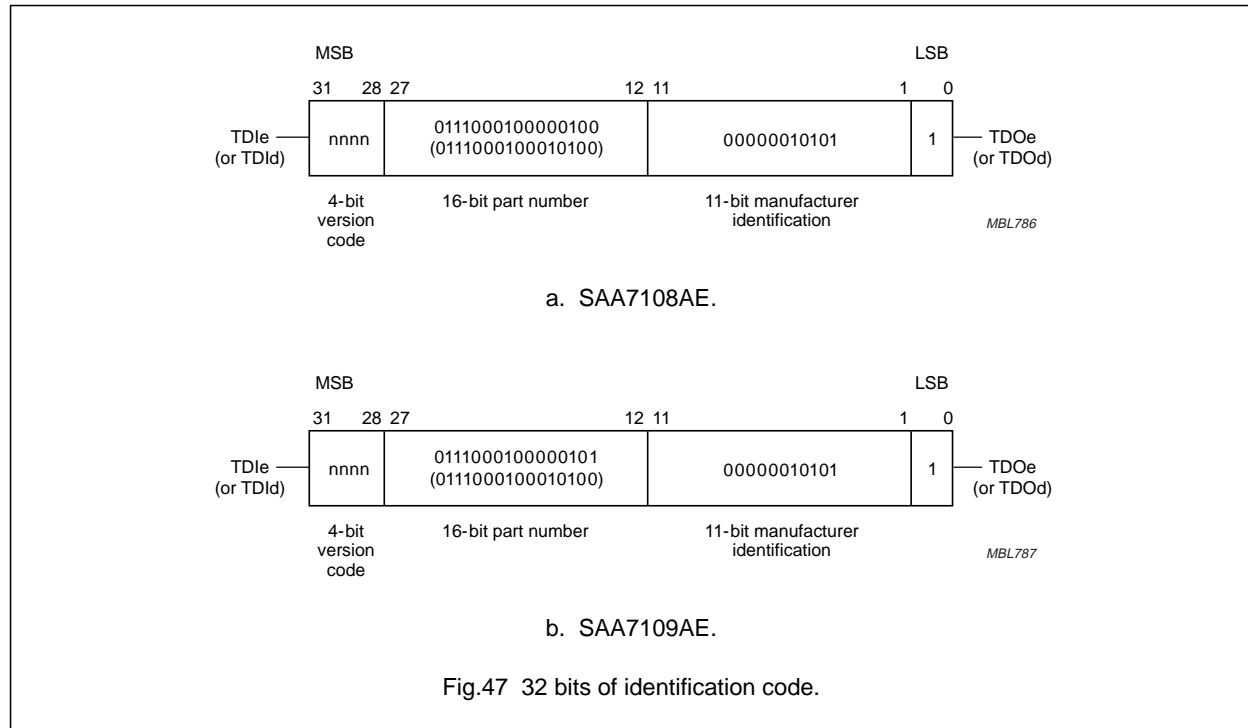 MSB LSB
31 28 27 12 11 1 0
TDIe
(or TDId)
nnnn
0111000100000100
(0111000100010100)
00000010101
1
TDOe
(or TDOd)
4-bit
version
code
16-bit part number
11-bit manufacturer
identification
MBL786
a. SAA7108AE.
MSB LSB
31 28 27 12 11 1 0
TDIe
(or TDId)
nnnn
0111000100000101
(0111000100010100)
00000010101
1
TDOe
(or TDOd)
4-bit
version
code
16-bit part number
11-bit manufacturer
identification
MBL787
b. SAA7109AE.
Fig.47 32 bits of identification code.